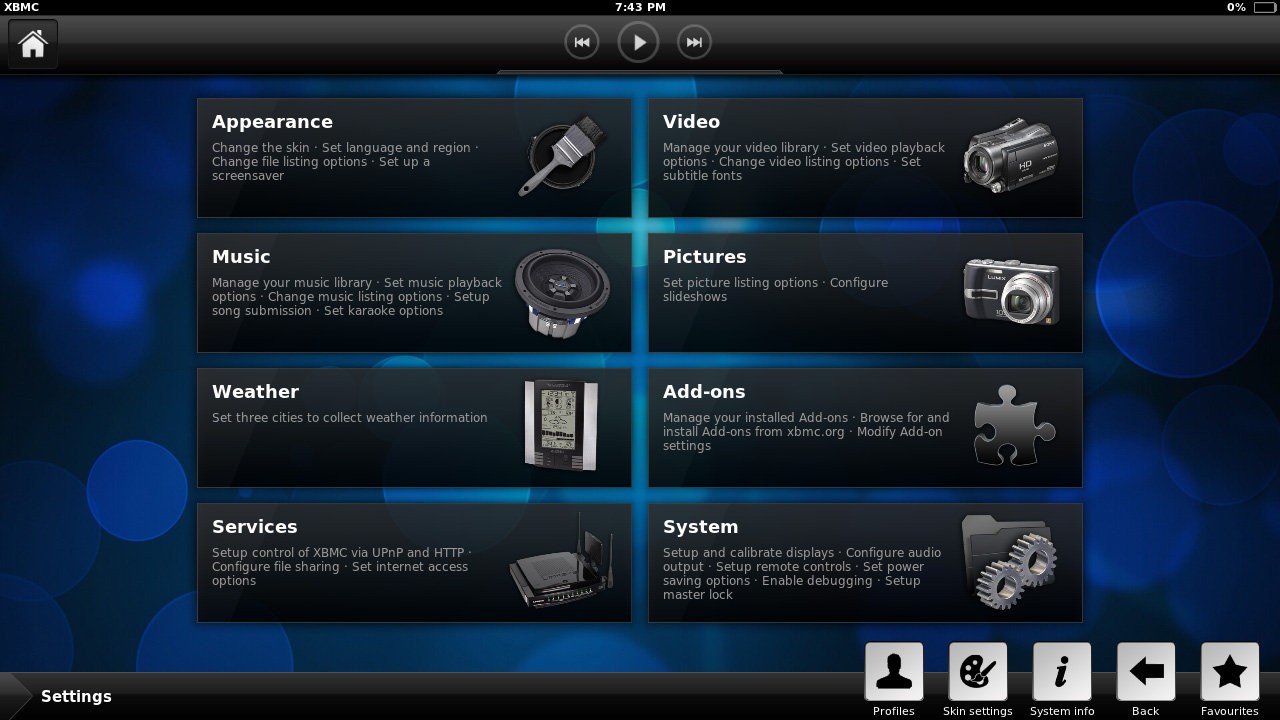 XBMC
7:43 PM
0%
Appearance
Change the skin · Set language and region ·
Change file listing options · Set up a
screensaver
Video
Manage your video library · Set video playback
options · Change video listing options · Set
subtitle fonts
HD
Music
Manage your music library · Set music playback
options · Change music listing options · Setup
song submission · Set karaoke options
Pictures
Set picture listing options · Configure
slideshows
LUMIX
Weather
Set three cities to collect weather information
Add-ons
Manage your installed Add-ons · Browse for and
install Add-ons from xbmc.org · Modify Add-on
settings
Services
Setup control of XBMC via UPnP and HTTP ·
Configure file sharing · Set internet access
options
System
Setup and calibrate displays · Configure audio
output · Setup remote controls · Set power
saving options · Enable debugging · Setup
master lock
Settings
Profiles
Skin settings
System info
Back
Favourites